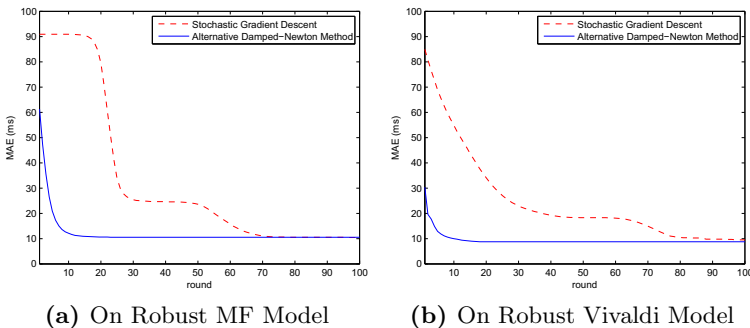 100
90
80
70
60
50
40
30
20
10
0
MAE (ms)
10 20 30 40 50 60 70 80 90 100
round
Stochastic Gradient Descent
Alternative Damped−Newton Method
(a) On Robust MF Model
100
90
80
70
60
50
40
30
20
10
0
MAE (ms)
10 20 30 40 50 60 70 80 90 100
round
Stochastic Gradient Descent
Alternative Damped−Newton Method
(b) On Robust Vivaldi Model